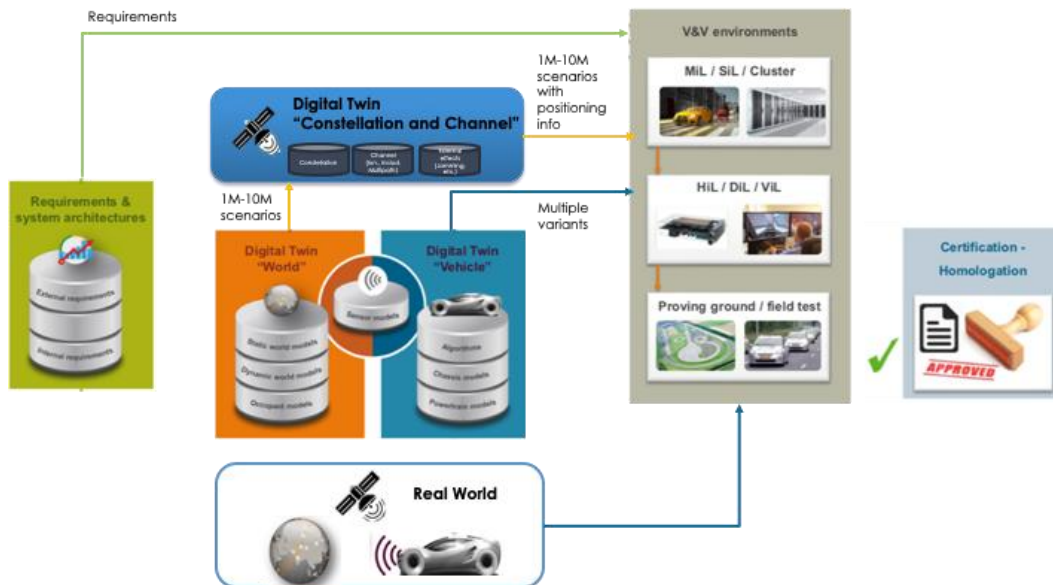 Requirements
V&V environments
MiL / SiL / Cluster
1M-10M
scenarios
with
positioning
info
Digital Twin
"Constellation and Channel"
Constellation
Channel
Multipath)
effects
etc.)
HiL / DiL / ViL
Requirements &
system architectures
External requirements
Internal requirements
1M-10M
scenarios
Multiple
variants
Digital Twin
"World"
Digital Twin
"Vehicle"
Sensor models
Static world models
Dynamic world models
Occupant models
Algorithms
Chassis models
Powertrain models
Proving ground / field test
Certification -
Homologation
APPROVED
Real World